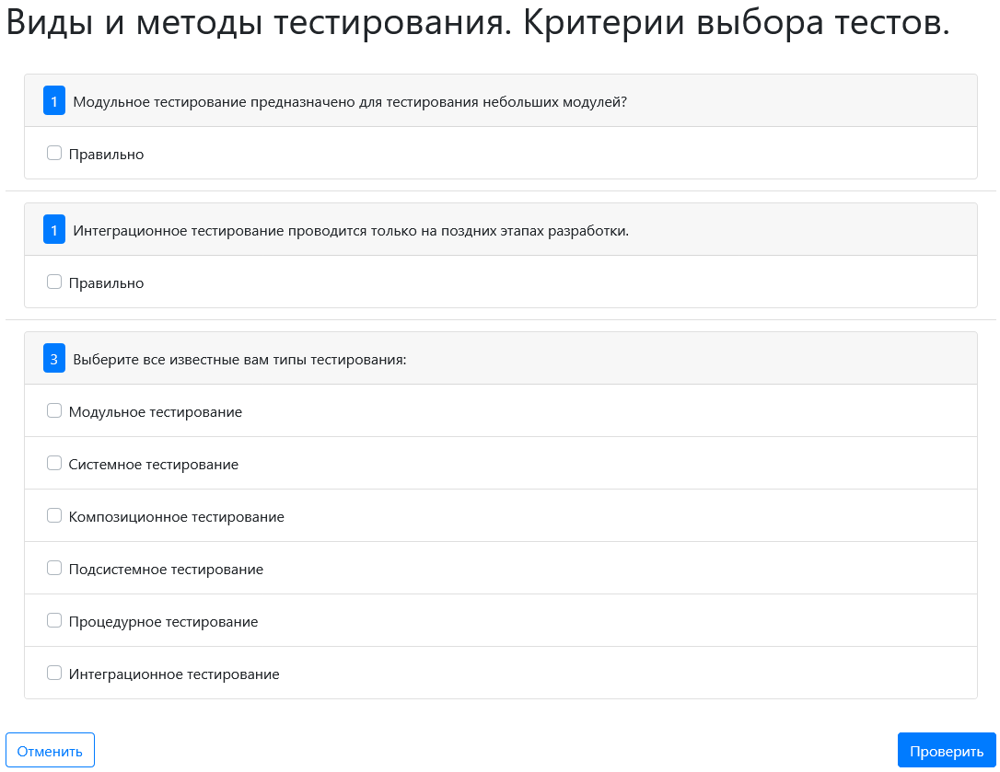 Виды и методы тестирования. Критерии выбора тестов.
1 Модульное тестирование предназначено для тестирования небольших модулей?
Правильно
1 Интеграционное тестирование проводится только на поздних этапах разработки.
Правильно
3 Выберите все известные вам типы тестирования:
Модульное тестирование
Системное тестирование
Композиционное тестирование
Подсистемное тестирование
Процедурное тестирование
Интеграционное тестирование
Отменить Проверить